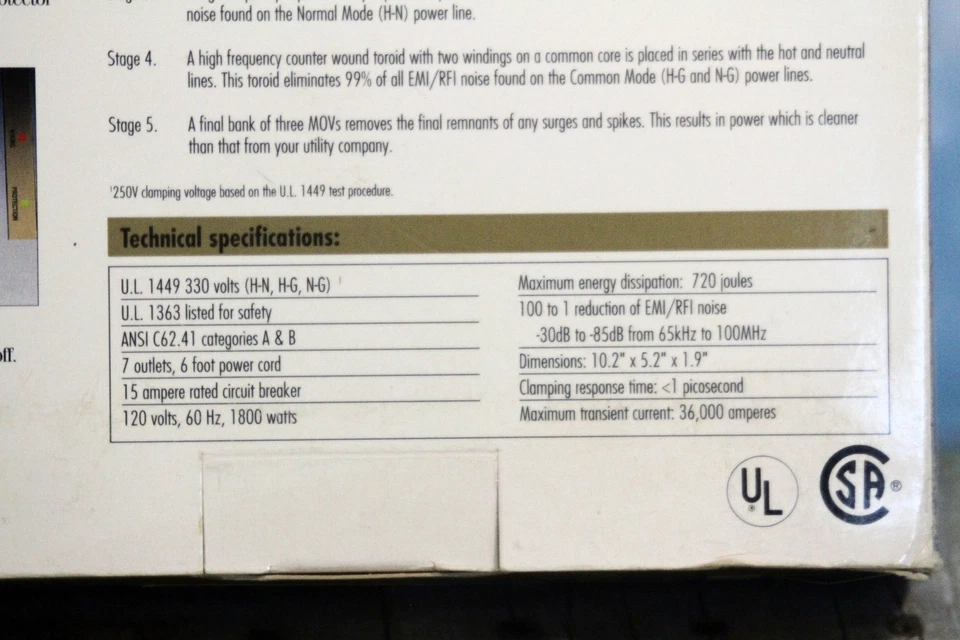 noise found on the Normal Mode (H-N) power line.
Stage 4. A high frequency counter wound toroid with two windings on a common core is placed in series with the hot and neutral
lines. This toroid eliminates 99% of all EMI/RFI noise found on the Common Mode (H-G and N-G) power lines.
Stage 5. A final bank of three MOVs removes the final remnants of any surges and spikes. This results in power which is cleaner
than that from your utility company.
¹250V clamping voltage based on the U.L. 1449 test procedure.
PROTECTOR
off.
Technical specifications:
U.L. 1449 330 volts (H-N, H-G, N-G)
U.L. 1363 listed for safety
ANSI C62.41 categories A & B
7 outlets, 6 foot power cord
15 ampere rated circuit breaker
120 volts, 60 Hz, 1800 watts
Maximum energy dissipation: 720 joules
100 to 1 reduction of EMI/RFI noise
-30dB to -85dB from 65kHz to 100MHz
Dimensions: 10.2" x 5.2" x 1.9"
Clamping response time: <1 picosecond
Maximum transient current: 36,000 amperes
UL ®
CSA ®